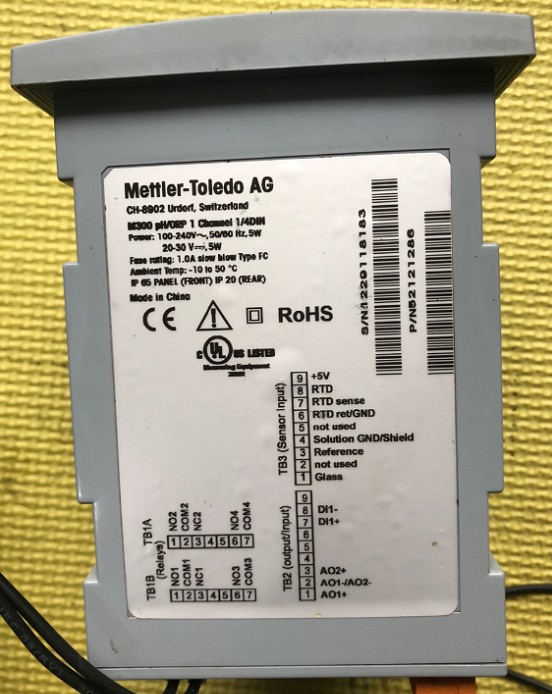 Mettler-Toledo AG
CH-8902 Urdorf, Switzerland
M300 pH/ORP 1 Channel 1/4DIN
Power: 100-240V~, 50/60 Hz, 5W
20-30 V⎓, 5W
Fuse rating: 1.0A slow blow Type FC
Ambient Temp: -10 to 50 °C
IP 65 PANEL (FRONT) IP 20 (REAR)
Made in China
CE RoHS
C UL US LISTED
Measuring Equipment
S/N1229118183
P/N52121286
TB3 (Sensor Input)
9 +5V
8 RTD
7 RTD sense
6 RTD ret/GND
5 not used
4 Solution GND/Shield
3 Reference
2 not used
1 Glass
TB1A
NO2 COM2 NC2 NO4 COM4
1 2 3 4 5 6 7
(Relays)
TB1B
NO1 COM1 NC1 NO3 COM3
1 2 3 4 5 6 7
TB2 (output/Input)
9
8 DI1-
7 DI1+
6
5
4
3 AO2+
2 AO1-/AO2-
1 AO1+